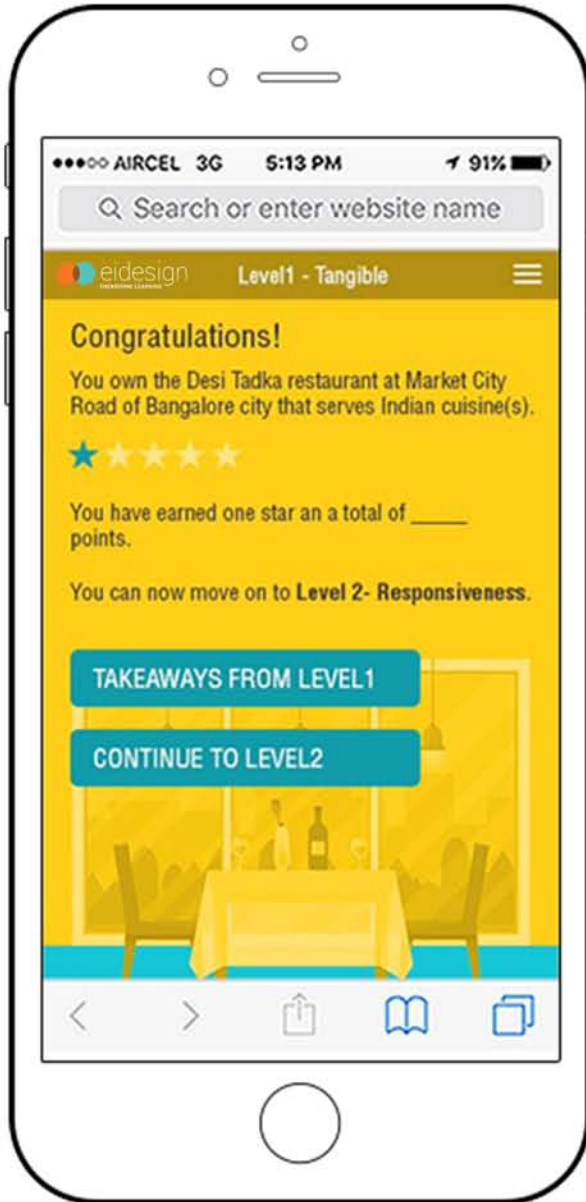 ●●●○○ AIRCEL 3G 5:13 PM 91%
Search or enter website name
eidesign Level1 - Tangible
Congratulations!
You own the Desi Tadka restaurant at Market City
Road of Bangalore city that serves Indian cuisine(s).
You have earned one star an a total of _____
points.
You can now move on to Level 2- Responsiveness.
TAKEAWAYS FROM LEVEL1
CONTINUE TO LEVEL2